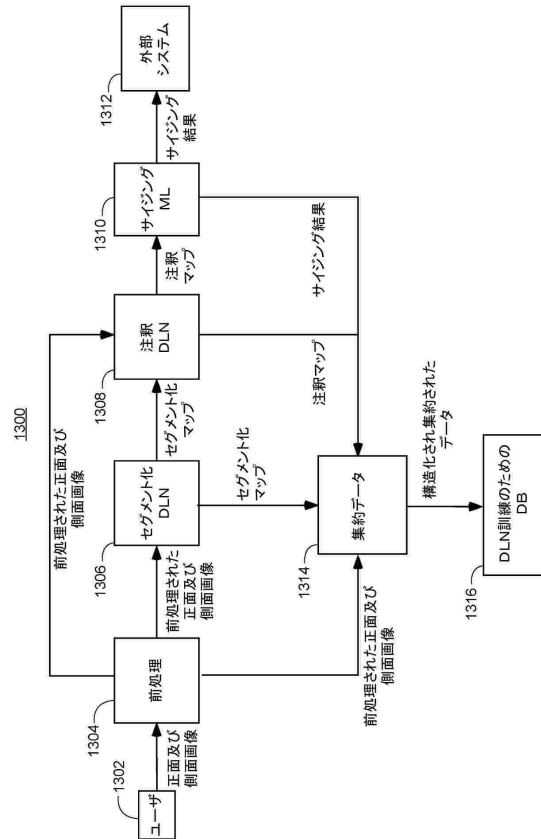 1300
1302
ユーザ
正面及び
側面画像
1304
前処理
前処理された正面及び
側面画像
前処理された
正面及び
側面画像
1306
セグメント化
DLN
セグメント化
マップ
1308
注釈
DLN
注釈
マップ
1310
サイジング
ML
サイジング
結果
1312
外部
システム
前処理された正面及び
側面画像
セグメント化
マップ
注釈マップ
サイジング結果
1314
集約データ
構造化され集約された
データ
1316
DLN訓練のための
DB